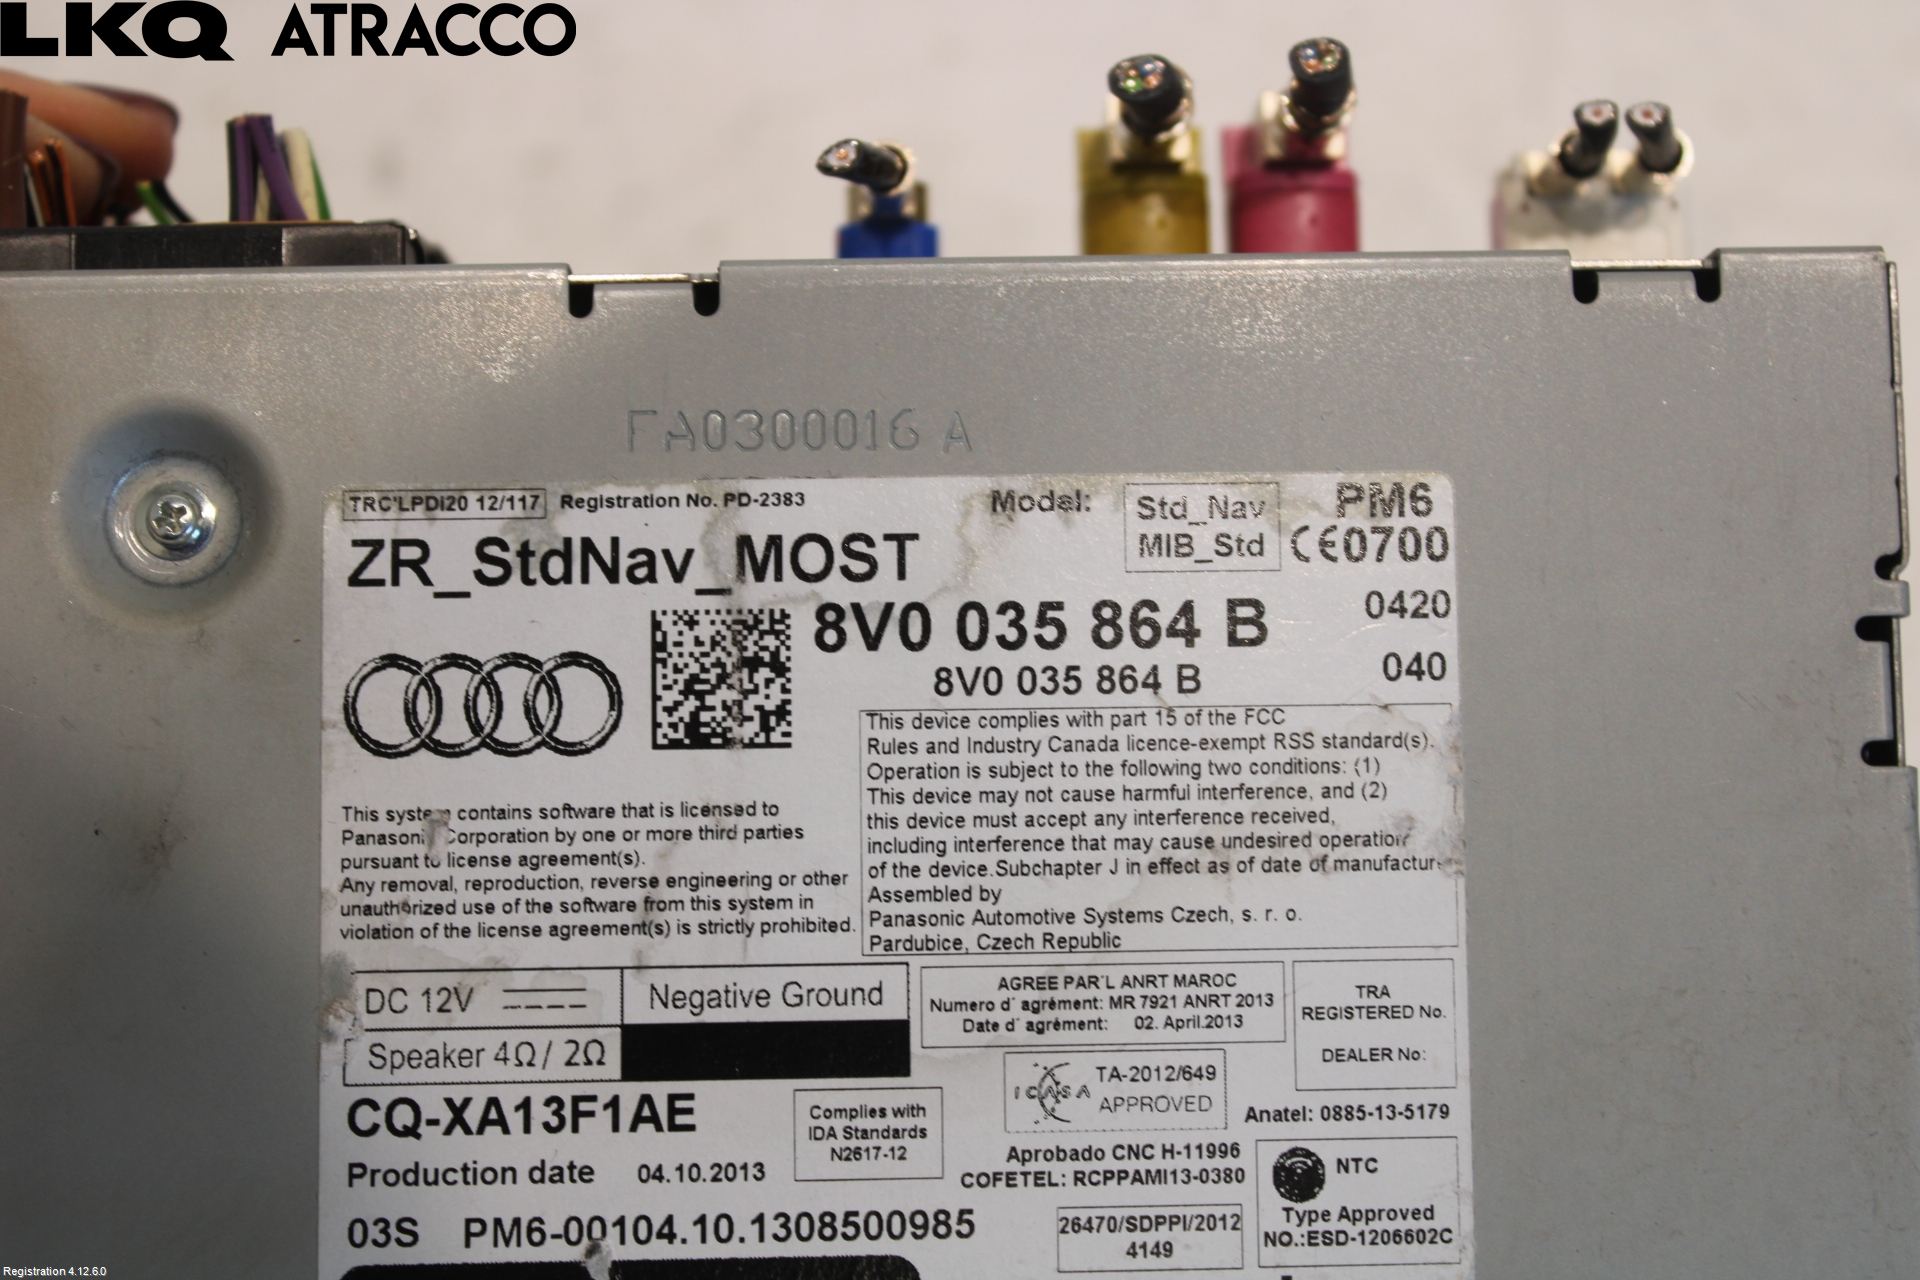 LKQ ATRACCO
FA0300016 A
TRC'LPDI20 12/117 Registration No. PD-2383
Model: Std_Nav MIB_Std
PM6
CE0700
ZR_StdNav_MOST
8V0 035 864 B
0420
8V0 035 864 B
040
This device complies with part 15 of the FCC
Rules and Industry Canada licence-exempt RSS standard(s).
Operation is subject to the following two conditions: (1)
This device may not cause harmful interference, and (2)
this device must accept any interference received,
including interference that may cause undesired operation
of the device.Subchapter J in effect as of date of manufactur
Assembled by
Panasonic Automotive Systems Czech, s. r. o.
Pardubice, Czech Republic
This system contains software that is licensed to
Panasonic Corporation by one or more third parties
pursuant to license agreement(s).
Any removal, reproduction, reverse engineering or other
unauthorized use of the software from this system in
violation of the license agreement(s) is strictly prohibited.
DC 12V
Negative Ground
Speaker 4Ω/ 2Ω
AGREE PAR'L ANRT MAROC
Numero d' agrément: MR 7921 ANRT 2013
Date d' agrément: 02. April.2013
TRA
REGISTERED No.
DEALER No:
ICASA
TA-2012/649
APPROVED
CQ-XA13F1AE
Complies with
IDA Standards
N2617-12
Anatel: 0885-13-5179
Aprobado CNC H-11996
COFETEL: RCPPAMI13-0380
Production date 04.10.2013
NTC
Type Approved
NO.:ESD-1206602C
03S PM6-00104.10.1308500985
26470/SDPPI/2012
4149
Registration 4.12.6.0